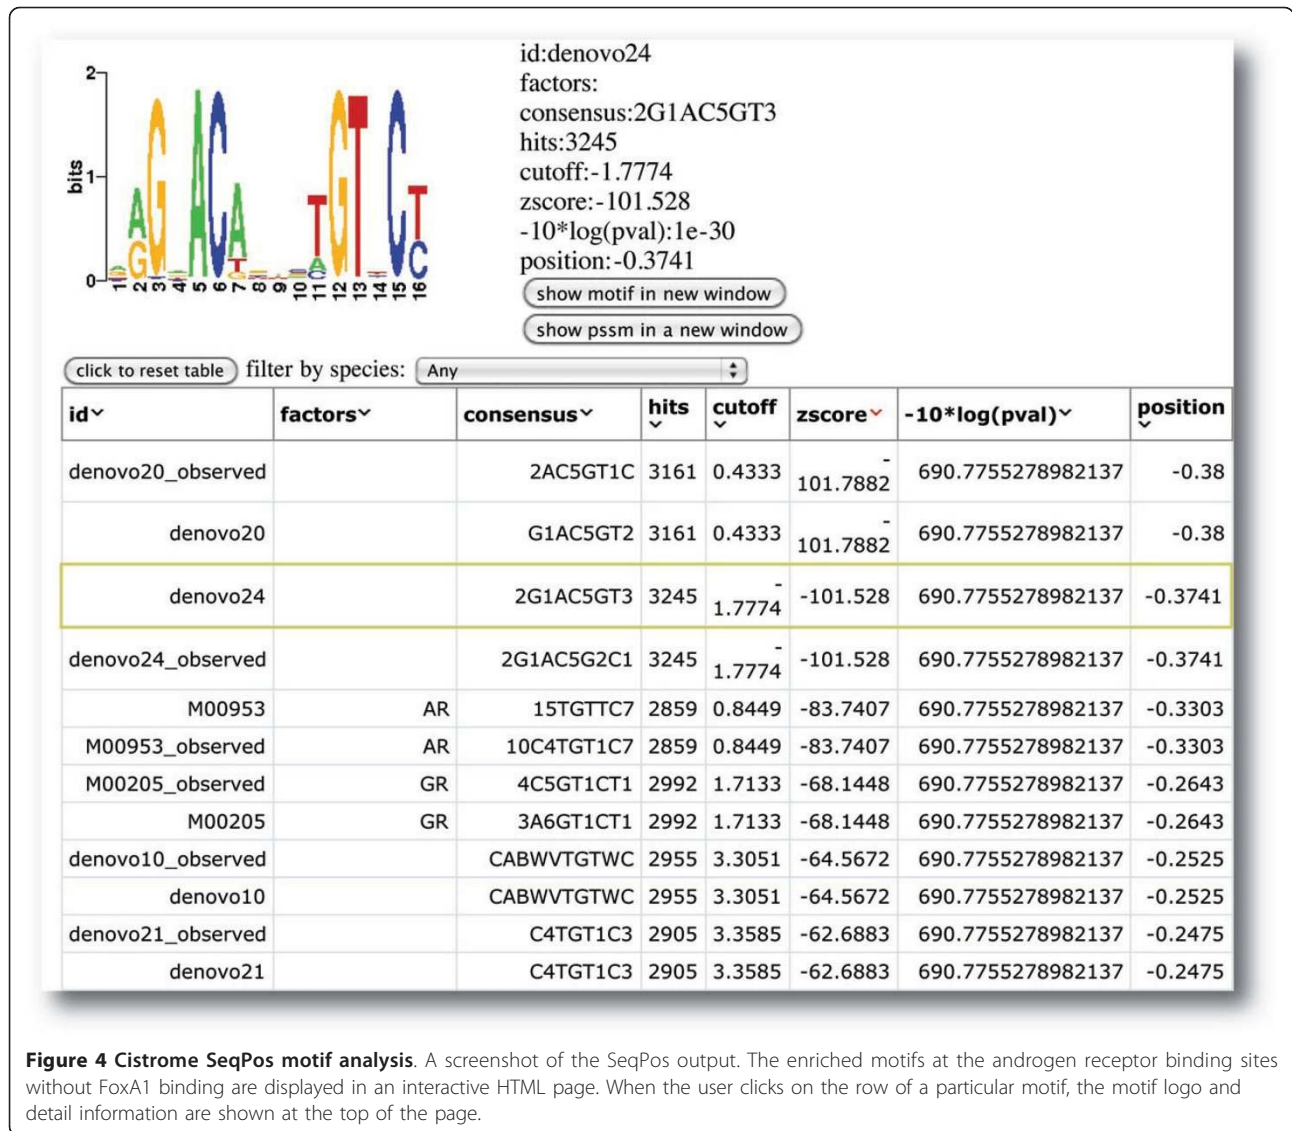 id:denovo24
factors:
consensus:2G1AC5GT3
hits:3245
cutoff:-1.7774
zscore:-101.528
-10*log(pval):1e-30
position:-0.3741
show motif in new window
show pssm in a new window
2
bits
1
0
1 2 3 4 5 6 7 8 9 10 11 12 13 14 15 16
click to reset table filter by species: Any
id factors consensus hits cutoff zscore -10*log(pval) position
denovo20_observed 2AC5GT1C 3161 0.4333 -101.7882 690.7755278982137 -0.38
denovo20 G1AC5GT2 3161 0.4333 -101.7882 690.7755278982137 -0.38
denovo24 2G1AC5GT3 3245 -1.7774 -101.528 690.7755278982137 -0.3741
denovo24_observed 2G1AC5G2C1 3245 -1.7774 -101.528 690.7755278982137 -0.3741
M00953 AR 15TGTTC7 2859 0.8449 -83.7407 690.7755278982137 -0.3303
M00953_observed AR 10C4TGT1C7 2859 0.8449 -83.7407 690.7755278982137 -0.3303
M00205_observed GR 4C5GT1CT1 2992 1.7133 -68.1448 690.7755278982137 -0.2643
M00205 GR 3A6GT1CT1 2992 1.7133 -68.1448 690.7755278982137 -0.2643
denovo10_observed CABWVTGTWC 2955 3.3051 -64.5672 690.7755278982137 -0.2525
denovo10 CABWVTGTWC 2955 3.3051 -64.5672 690.7755278982137 -0.2525
denovo21_observed C4TGT1C3 2905 3.3585 -62.6883 690.7755278982137 -0.2475
denovo21 C4TGT1C3 2905 3.3585 -62.6883 690.7755278982137 -0.2475
Figure 4 Cistrome SeqPos motif analysis. A screenshot of the SeqPos output. The enriched motifs at the androgen receptor binding sites
without FoxA1 binding are displayed in an interactive HTML page. When the user clicks on the row of a particular motif, the motif logo and
detail information are shown at the top of the page.